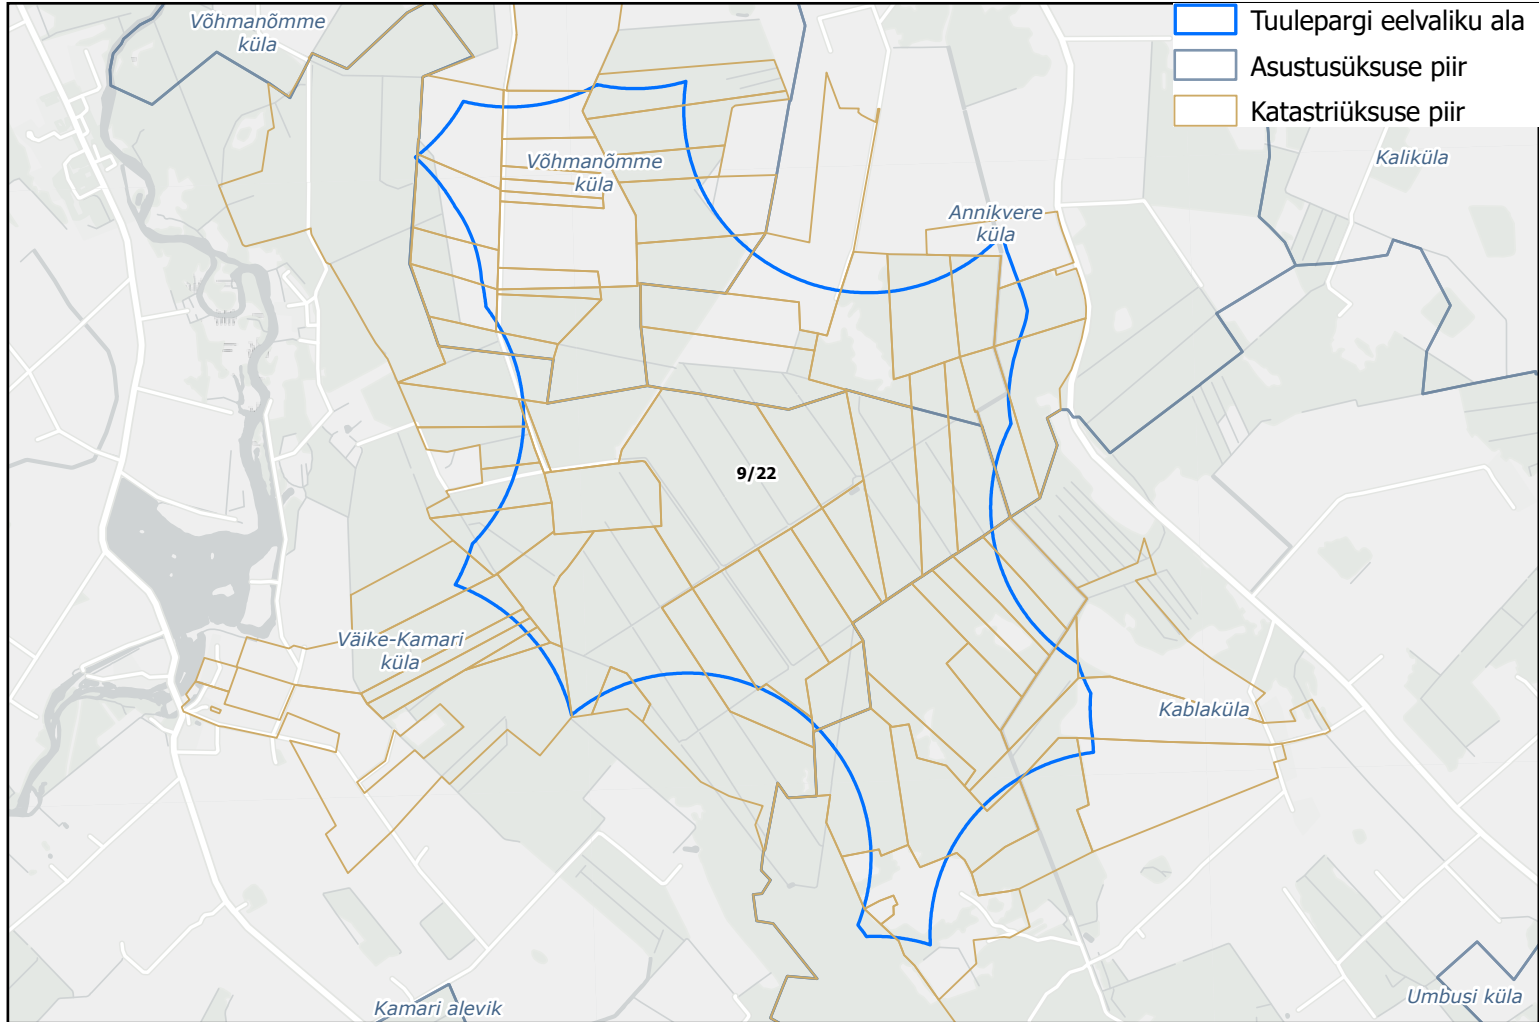 Võhmanõmme
küla
Tuulepargi eelvaliku ala
Asustusüksuse piir
Katastriüksuse piir
Võhmanõmme
küla
Kaliküla
Annikvere
küla
9/22
Väike-Kamari
küla
Kablaküla
Kamari alevik
Umbusi küla